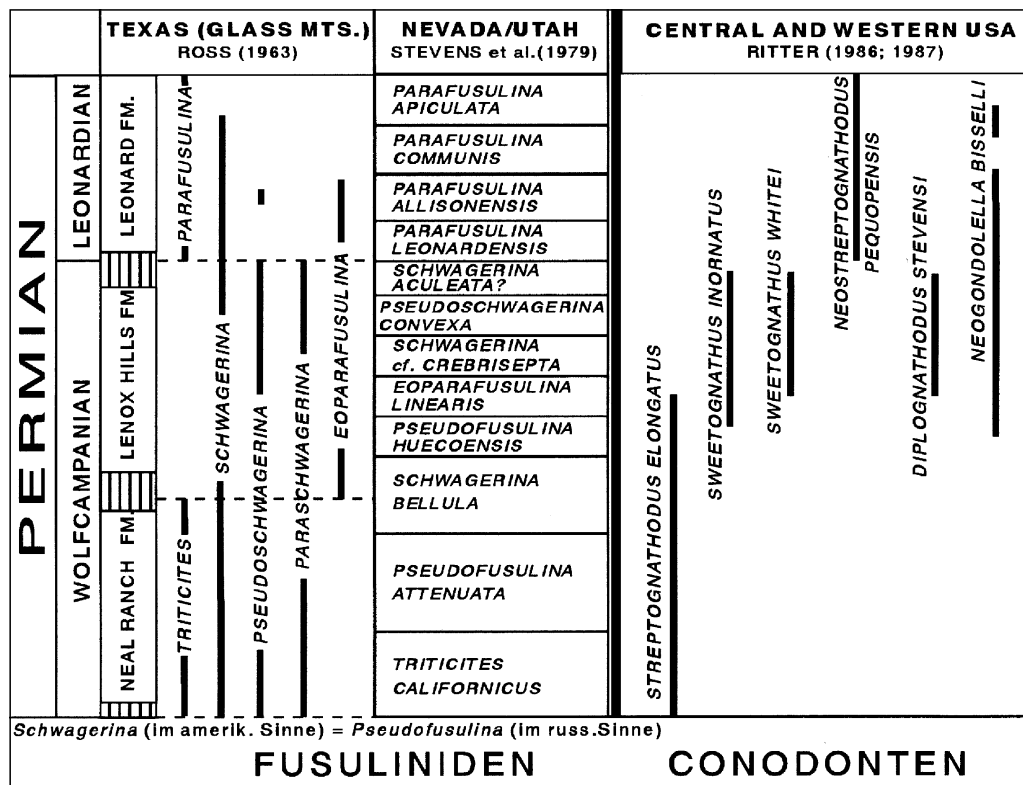 TEXAS (GLASS MTS.)
ROSS (1963)
NEVADA/UTAH
STEVENS et al.(1979)
CENTRAL AND WESTERN USA
RITTER (1986; 1987)
PERMIAN
LEONARDIAN
WOLFCAMPANIAN
LEONARD FM.
LENOX HILLS FM
NEAL RANCH FM.
PARAFUSULINA
TRITICITES
SCHWAGERINA
PSEUDOSCHWAGERINA
PARASCHWAGERINA
EOPARAFUSULINA
PARAFUSULINA
APICULATA
PARAFUSULINA
COMMUNIS
PARAFUSULINA
ALLISONENSIS
PARAFUSULINA
LEONARDENSIS
SCHWAGERINA
ACULEATA?
PSEUDOSCHWAGERINA
CONVEXA
SCHWAGERINA
cf. CREBRISEPTA
EOPARAFUSULINA
LINEARIS
PSEUDOFUSULINA
HUECOENSIS
SCHWAGERINA
BELLULA
PSEUDOFUSULINA
ATTENUATA
TRITICITES
CALIFORNICUS
STREPTOGNATHODUS ELONGATUS
SWEETOGNATHUS INORNATUS
SWEETOGNATHUS WHITEI
NEOSTREPTOGNATHODUS
PEQUOPENSIS
DIPLOGNATHODUS STEVENSI
NEOGONDOLELLA BISSELLI
Schwagerina (im amerik. Sinne) = Pseudofusulina (im russ.Sinne)
FUSULINIDEN
CONODONTEN